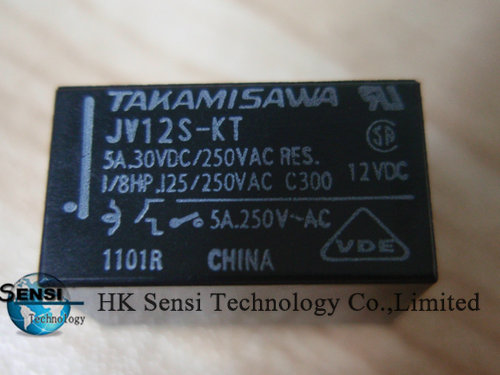 TAKAMISAWA
JV12S-KT
5A.30VDC/250VAC RES.
1/8HP.125/250VAC C300
12VDC
5A.250V~AC
VDE
1101R CHINA
SENSI
Technology
HK Sensi Technology Co.,Limited